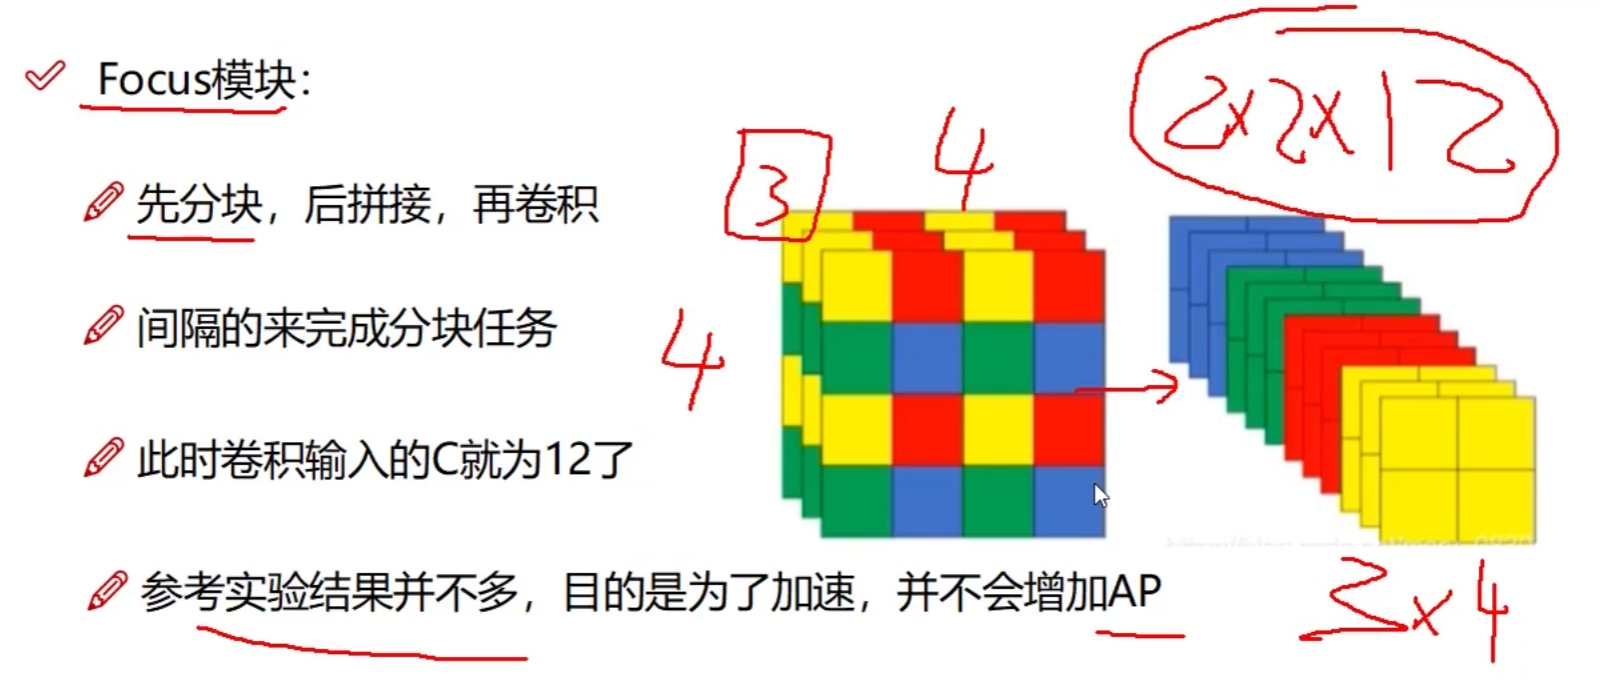 Focus模块：
先分块，后拼接，再卷积
间隔的来完成分块任务
此时卷积输入的C就为12了
参考实验结果并不多，目的是为了加速，并不会增加AP
3
4
4
2x2x12
3x4